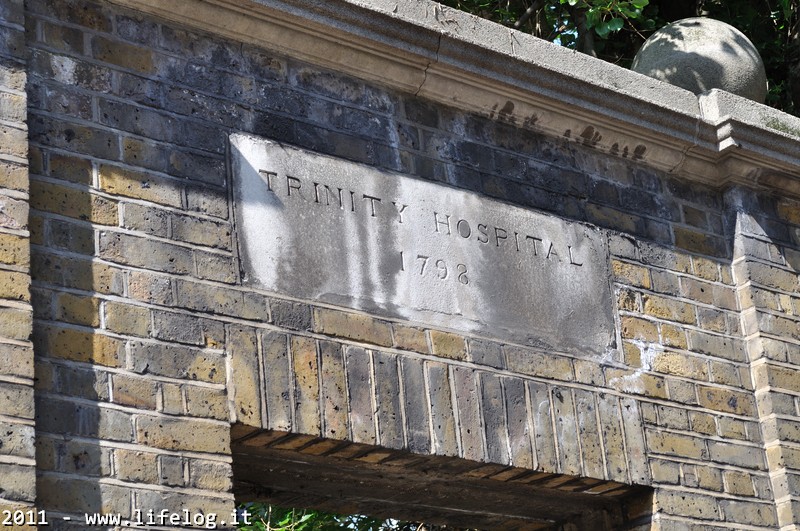 TRINITY HOSPITAL
1798
2011 - www.lifelog.it